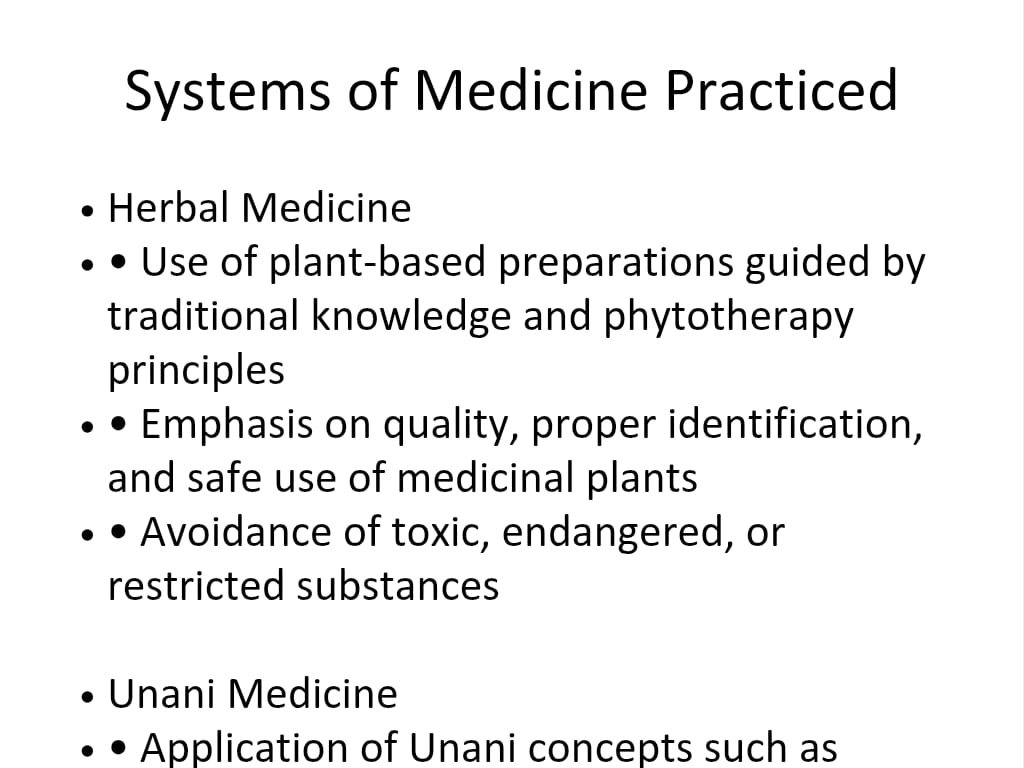 Systems of Medicine Practiced
• Herbal Medicine
• • Use of plant-based preparations guided by
traditional knowledge and phytotherapy
principles
• • Emphasis on quality, proper identification,
and safe use of medicinal plants
• • Avoidance of toxic, endangered, or
restricted substances
• Unani Medicine
• • Application of Unani concepts such as